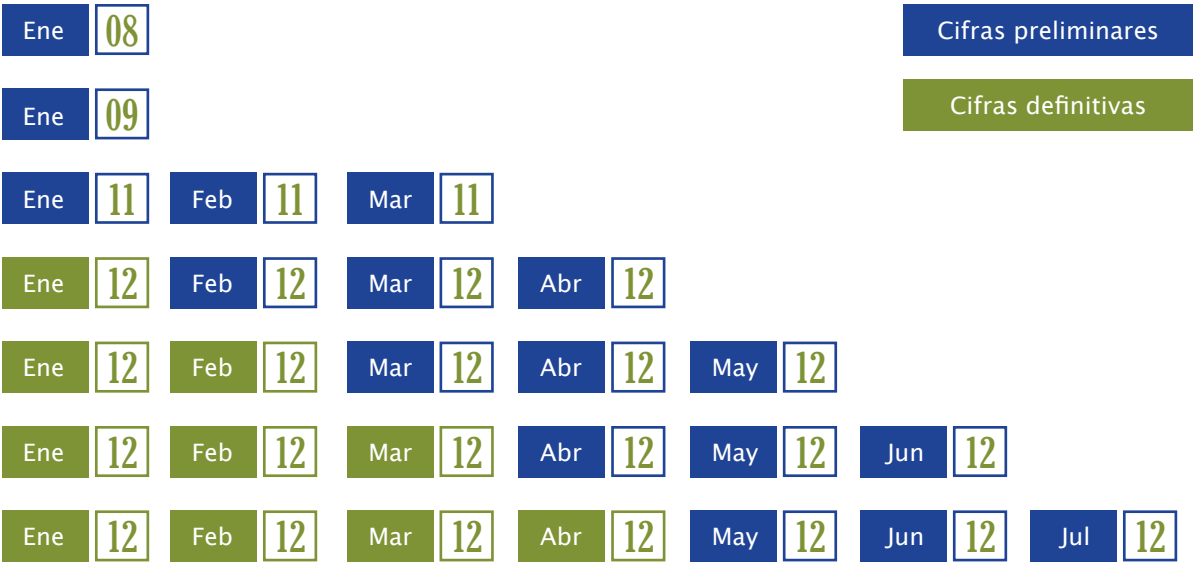 Ene 08 Cifras preliminares
Ene 09 Cifras definitivas
Ene 11 Feb 11 Mar 11
Ene 12 Feb 12 Mar 12 Abr 12
Ene 12 Feb 12 Mar 12 Abr 12 May 12
Ene 12 Feb 12 Mar 12 Abr 12 May 12 Jun 12
Ene 12 Feb 12 Mar 12 Abr 12 May 12 Jun 12 Jul 12